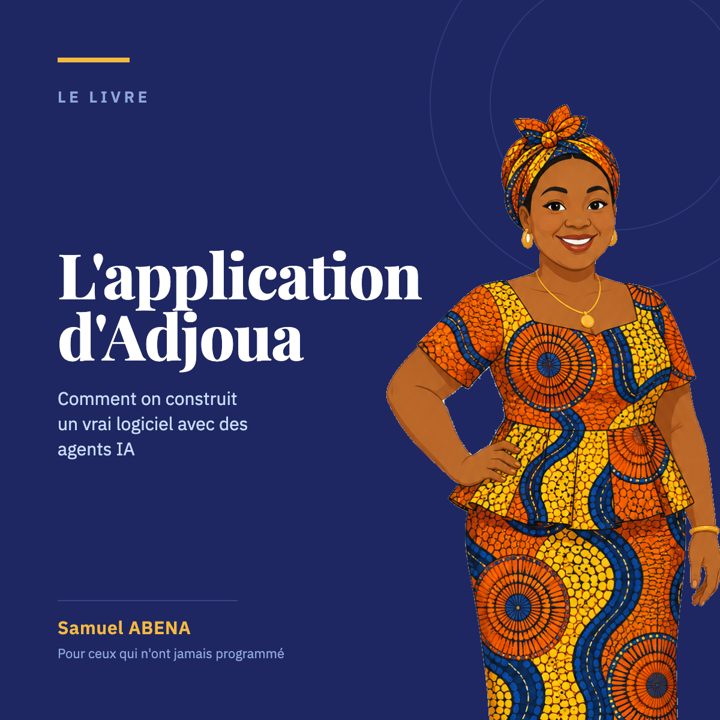 LE LIVRE
L'application
d'Adjoua
Comment on construit
un vrai logiciel avec des
agents IA
Samuel ABENA
Pour ceux qui n'ont jamais programmé